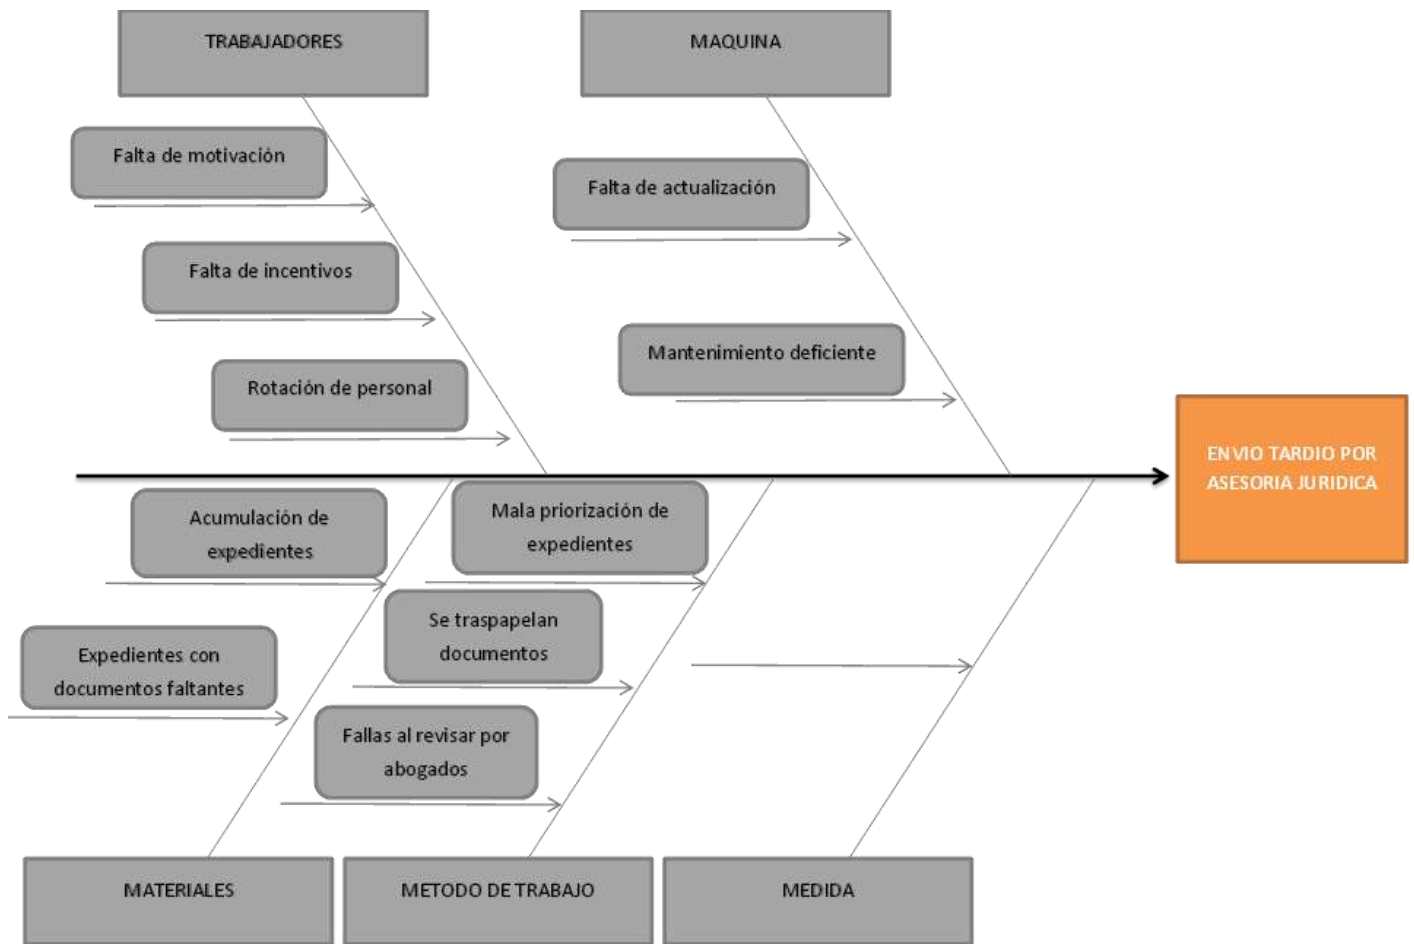 TRABAJADORES
MAQUINA
Falta de motivación
Falta de actualización
Falta de incentivos
Mantenimiento deficiente
Rotación de personal
ENVIO TARDIO POR
ASESORIA JURIDICA
Acumulación de
expedientes
Mala priorización de
expedientes
Se traspapelan
documentos
Expedientes con
documentos faltantes
Fallas al revisar por
abogados
MATERIALES
METODO DE TRABAJO
MEDIDA